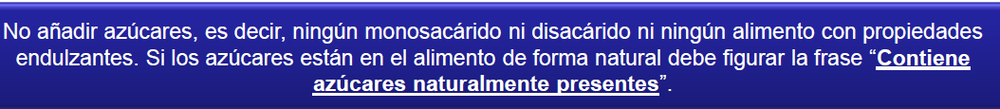 No añadir azúcares, es decir, ningún monosacárido ni disacárido ni ningún alimento con propiedades
endulzantes. Si los azúcares están en el alimento de forma natural debe figurar la frase “Contiene
azúcares naturalmente presentes”.